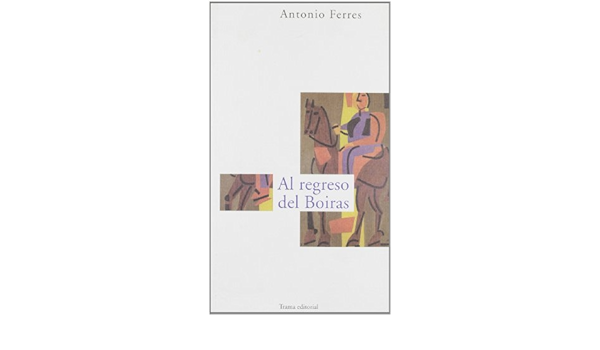 Antonio Ferres
Al regreso
del Boiras
Trama editorial